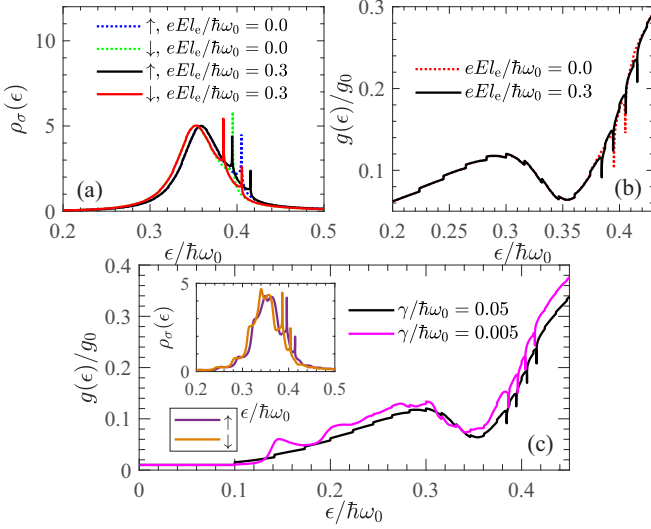 ↑, eEl_e/ħω_0 = 0.0
↓, eEl_e/ħω_0 = 0.0
↑, eEl_e/ħω_0 = 0.3
↓, eEl_e/ħω_0 = 0.3
ρ_σ(ϵ)
10
5
0
(a)
0.2 0.3 0.4 0.5
ϵ/ħω_0
eEl_e/ħω_0 = 0.0
eEl_e/ħω_0 = 0.3
g(ϵ)/g_0
0.3
0.2
0.1
(b)
0.2 0.25 0.3 0.35 0.4
ϵ/ħω_0
γ/ħω_0 = 0.05
γ/ħω_0 = 0.005
g(ϵ)/g_0
0.4
0.3
0.2
0.1
0
(c)
0 0.1 0.2 0.3 0.4
ϵ/ħω_0
ρ_σ(ϵ)
5
0
0.2 0.3 0.4 0.5
ϵ/ħω_0
↑
↓